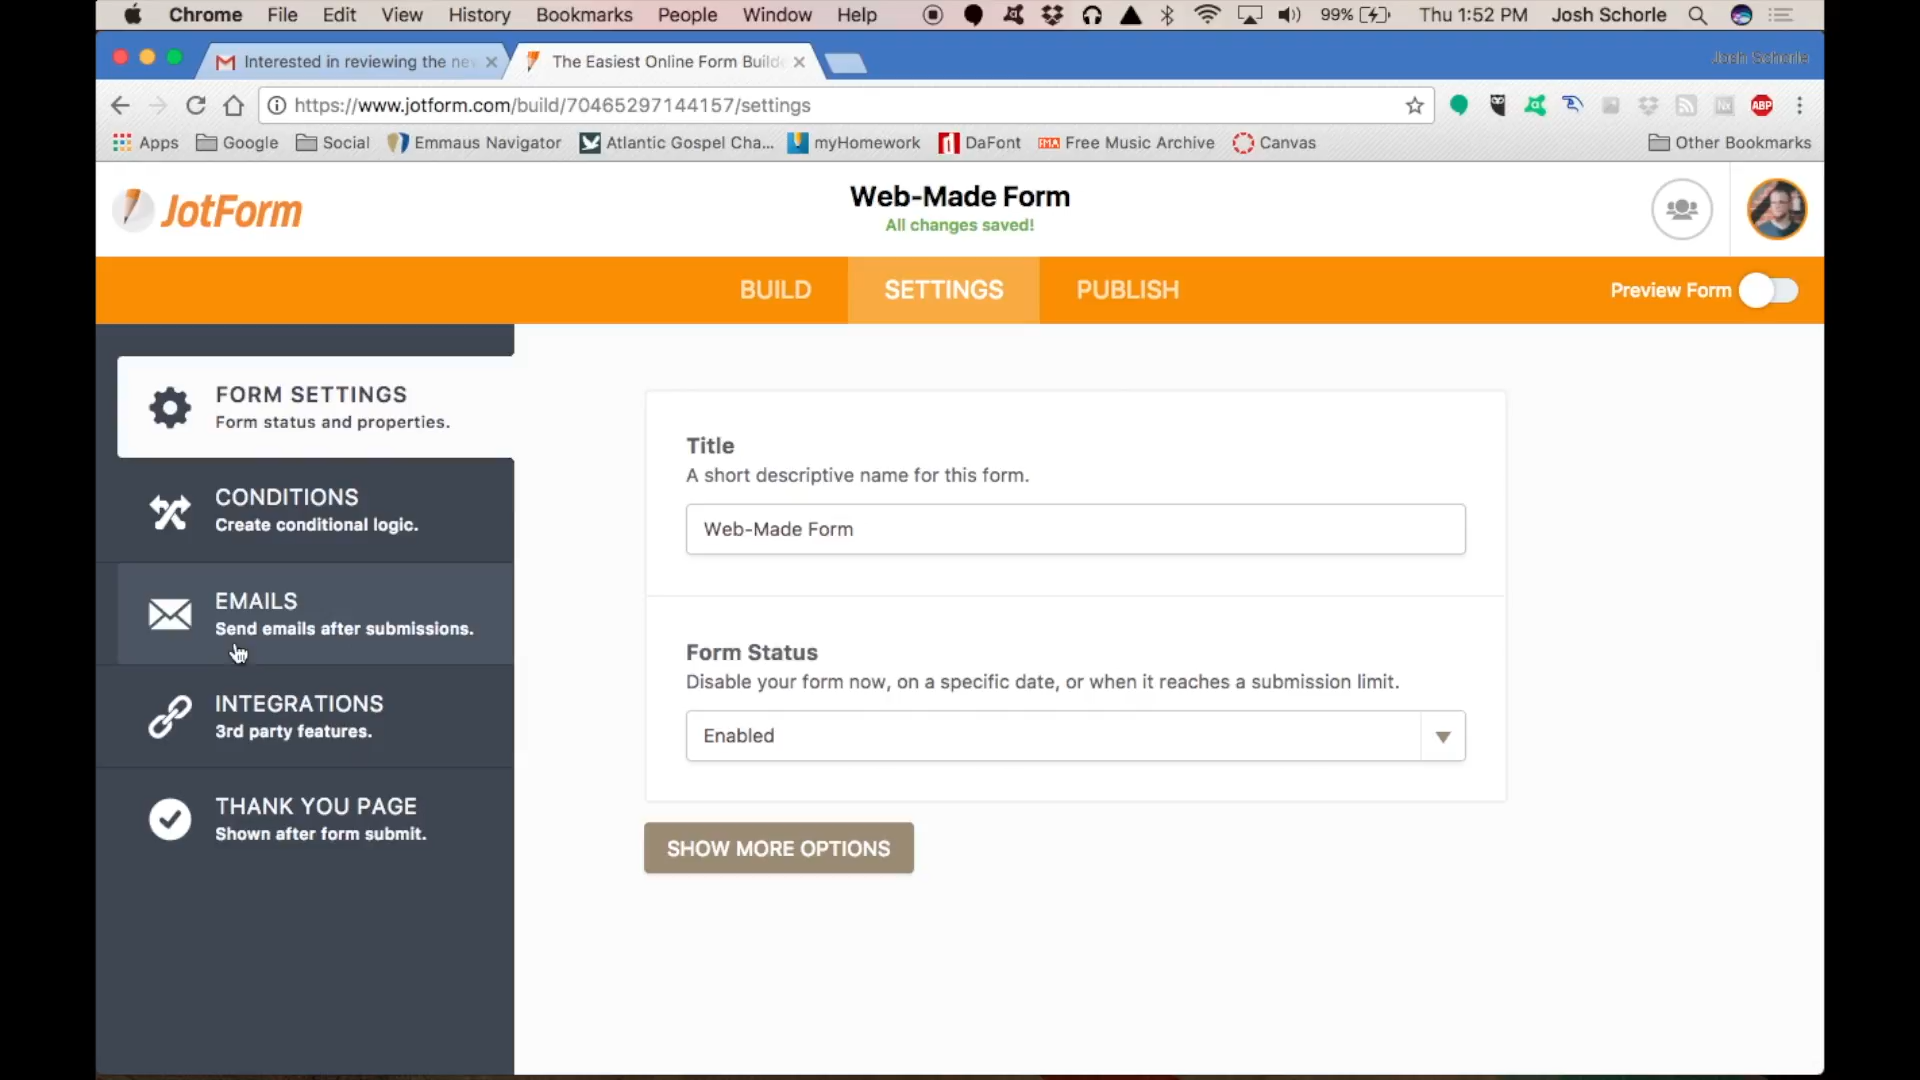 Chrome File Edit View History Bookmarks People Window Help 99% Thu 1:52 PM Josh Schorle
Interested in reviewing the ne
The Easiest Online Form Builde
Josh Schorle
https://www.jotform.com/build/70465297144157/settings
ABP
Apps Google Social Emmaus Navigator Atlantic Gospel Cha... myHomework DaFont Free Music Archive Canvas Other Bookmarks
JotForm
Web-Made Form
All changes saved!
BUILD SETTINGS PUBLISH Preview Form
FORM SETTINGS
Form status and properties.
CONDITIONS
Create conditional logic.
EMAILS
Send emails after submissions.
INTEGRATIONS
3rd party features.
THANK YOU PAGE
Shown after form submit.
Title
A short descriptive name for this form.
Web-Made Form
Form Status
Disable your form now, on a specific date, or when it reaches a submission limit.
Enabled
SHOW MORE OPTIONS